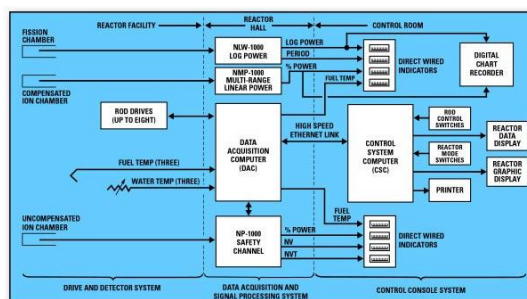 REACTOR FACILITY
REACTOR
HALL
CONTROL ROOM
FISSION
CHAMBER
NLW-1000
LOG POWER
LOG POWER
PERIOD
% POWER
FUEL TEMP
DIRECT WIRED
INDICATORS
DIGITAL
CHART
RECORDER
NMP-1000
MULTI-RANGE
LINEAR POWER
COMPENSATED
ION CHAMBER
ROD DRIVES
(UP TO EIGHT)
DATA
ACQUISITION
COMPUTER
(DAC)
HIGH SPEED
ETHERNET LINK
CONTROL
SYSTEM
COMPUTER
(CSC)
ROD
CONTROL
SWITCHES
REACTOR
DATA
DISPLAY
REACTOR
MODE
SWITCHES
REACTOR
GRAPHIC
DISPLAY
PRINTER
FUEL TEMP (THREE)
WATER TEMP (THREE)
FUEL
TEMP
UNCOMPENSATED
ION CHAMBER
NP-1000
SAFETY
CHANNEL
% POWER
NV
NVT
DIRECT WIRED
INDICATORS
DRIVE AND DETECTOR SYSTEM
DATA ACQUISITION
AND SIGNAL PROCESSING SYSTEM
CONTROL CONSOLE SYSTEM